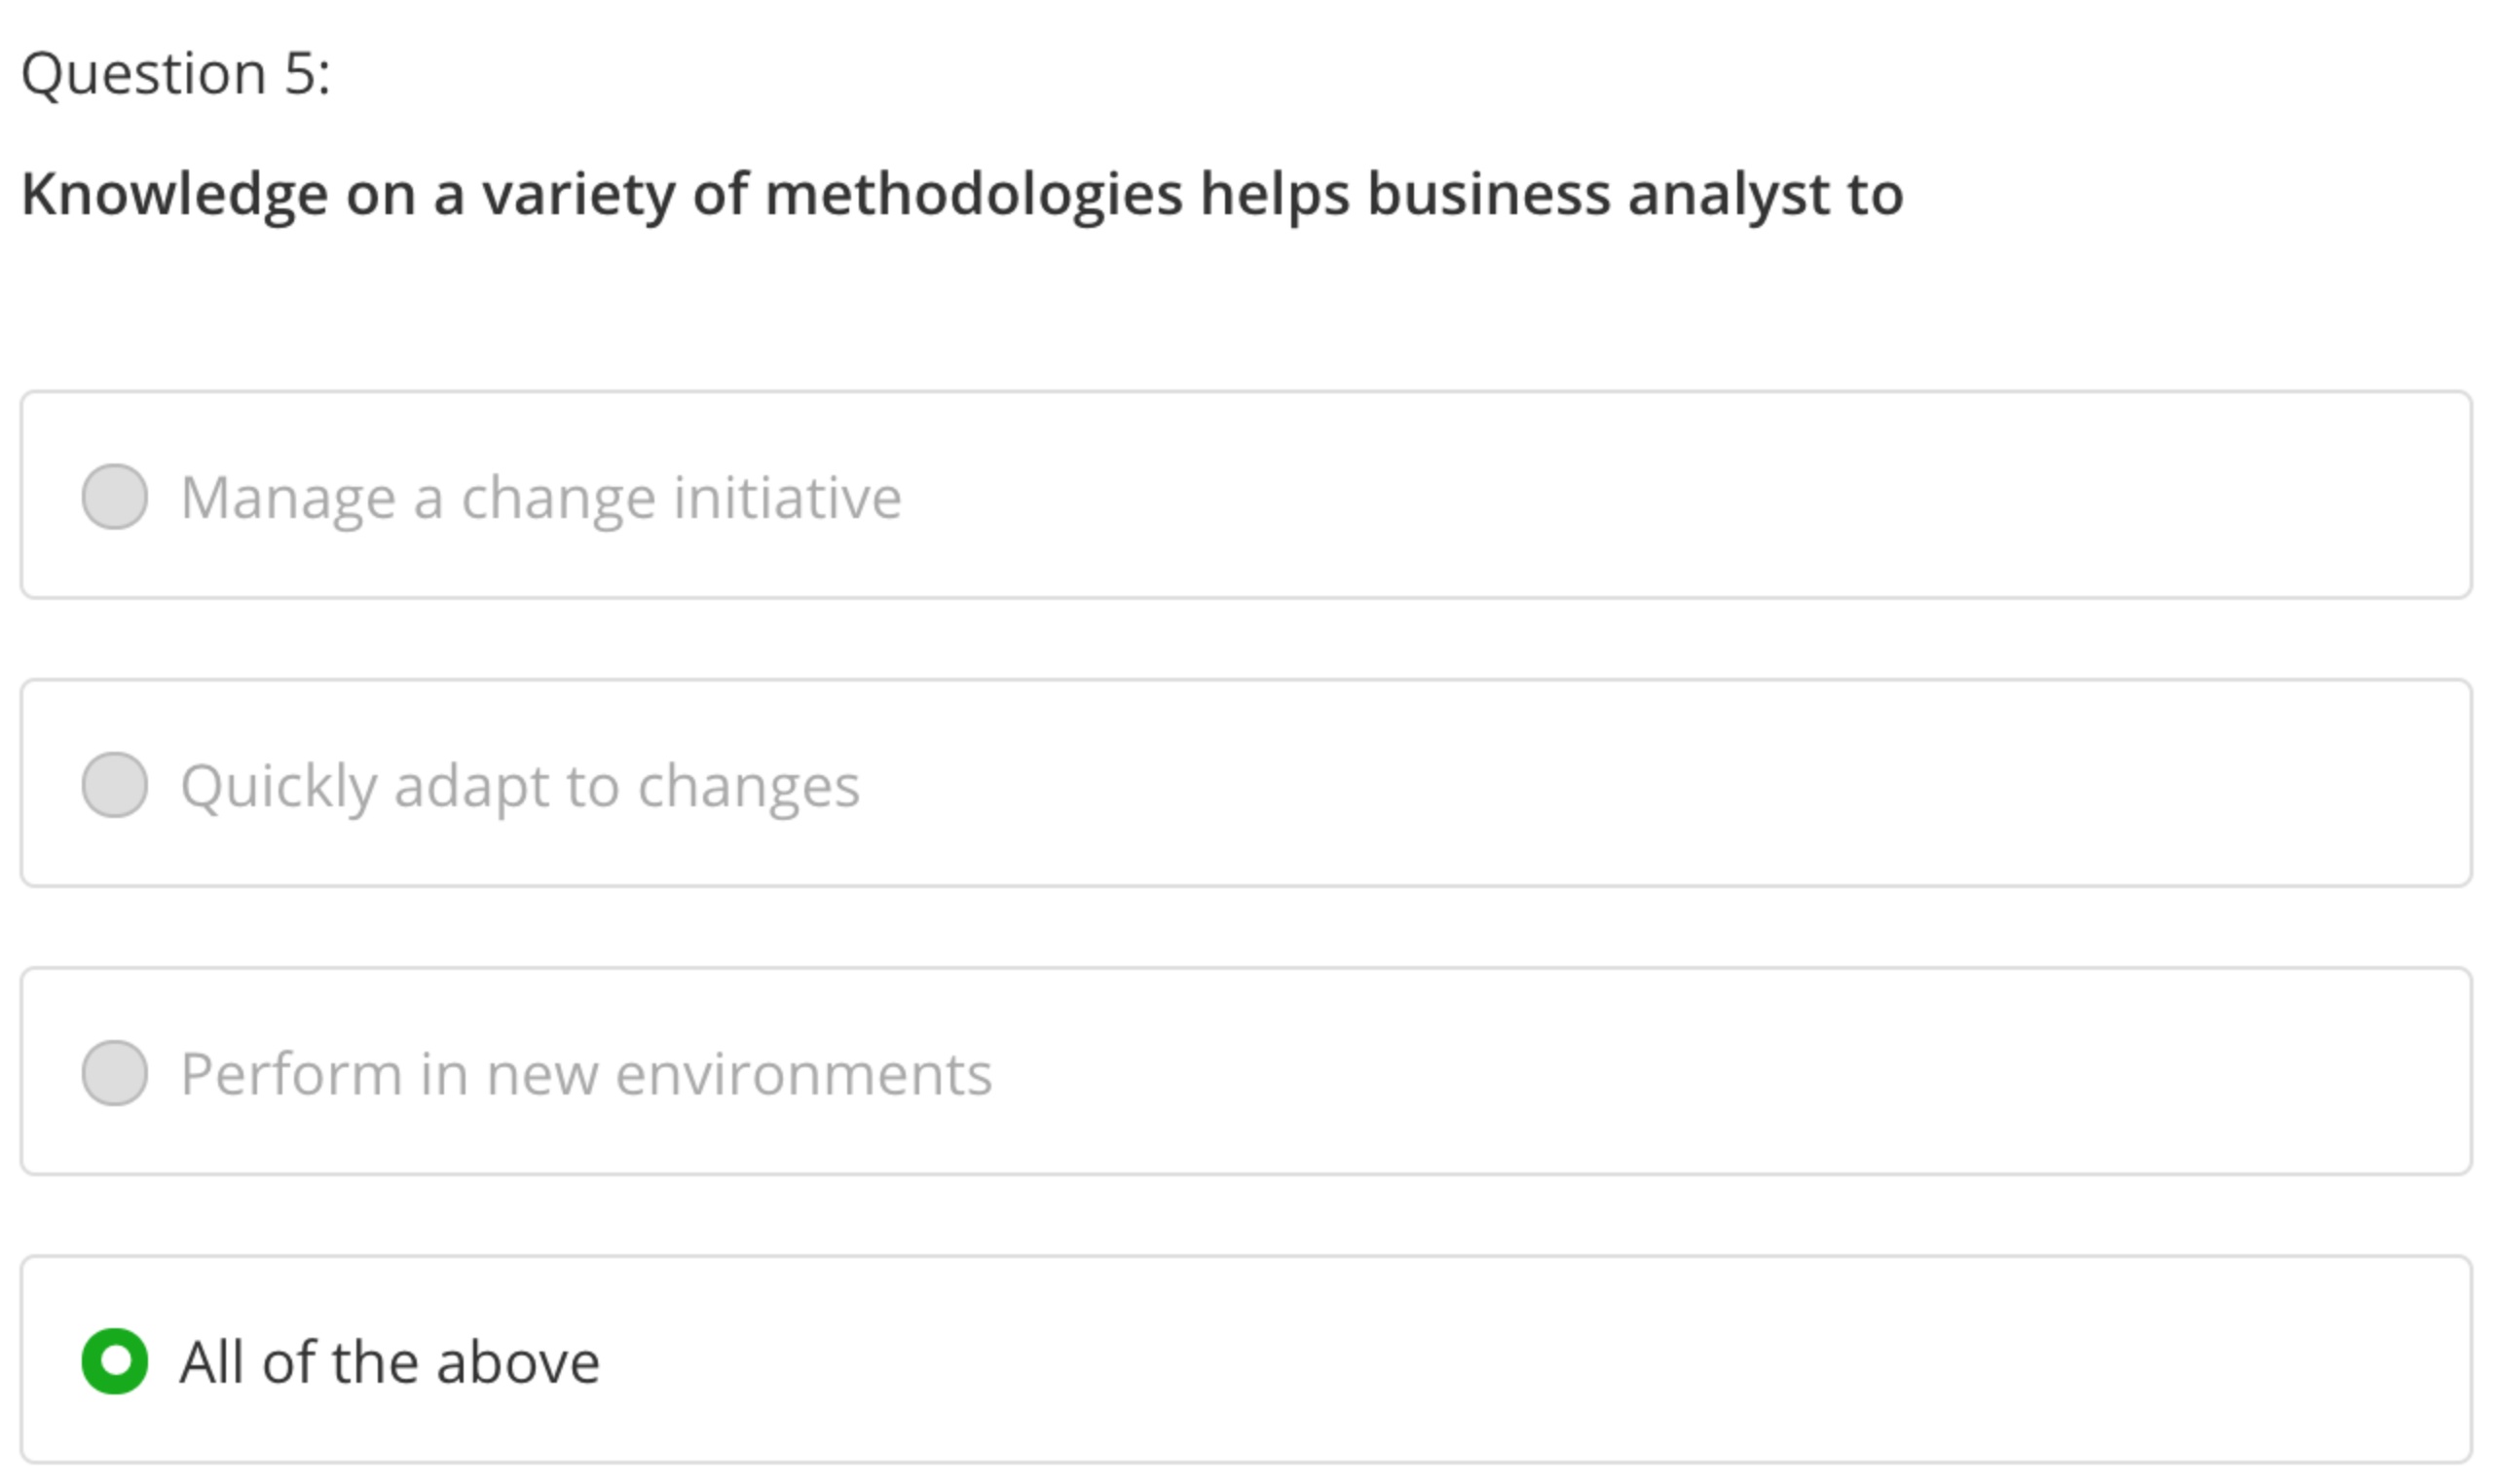 Question 5:
Knowledge on a variety of methodologies helps business analyst to
Manage a change initiative
Quickly adapt to changes
Perform in new environments
All of the above